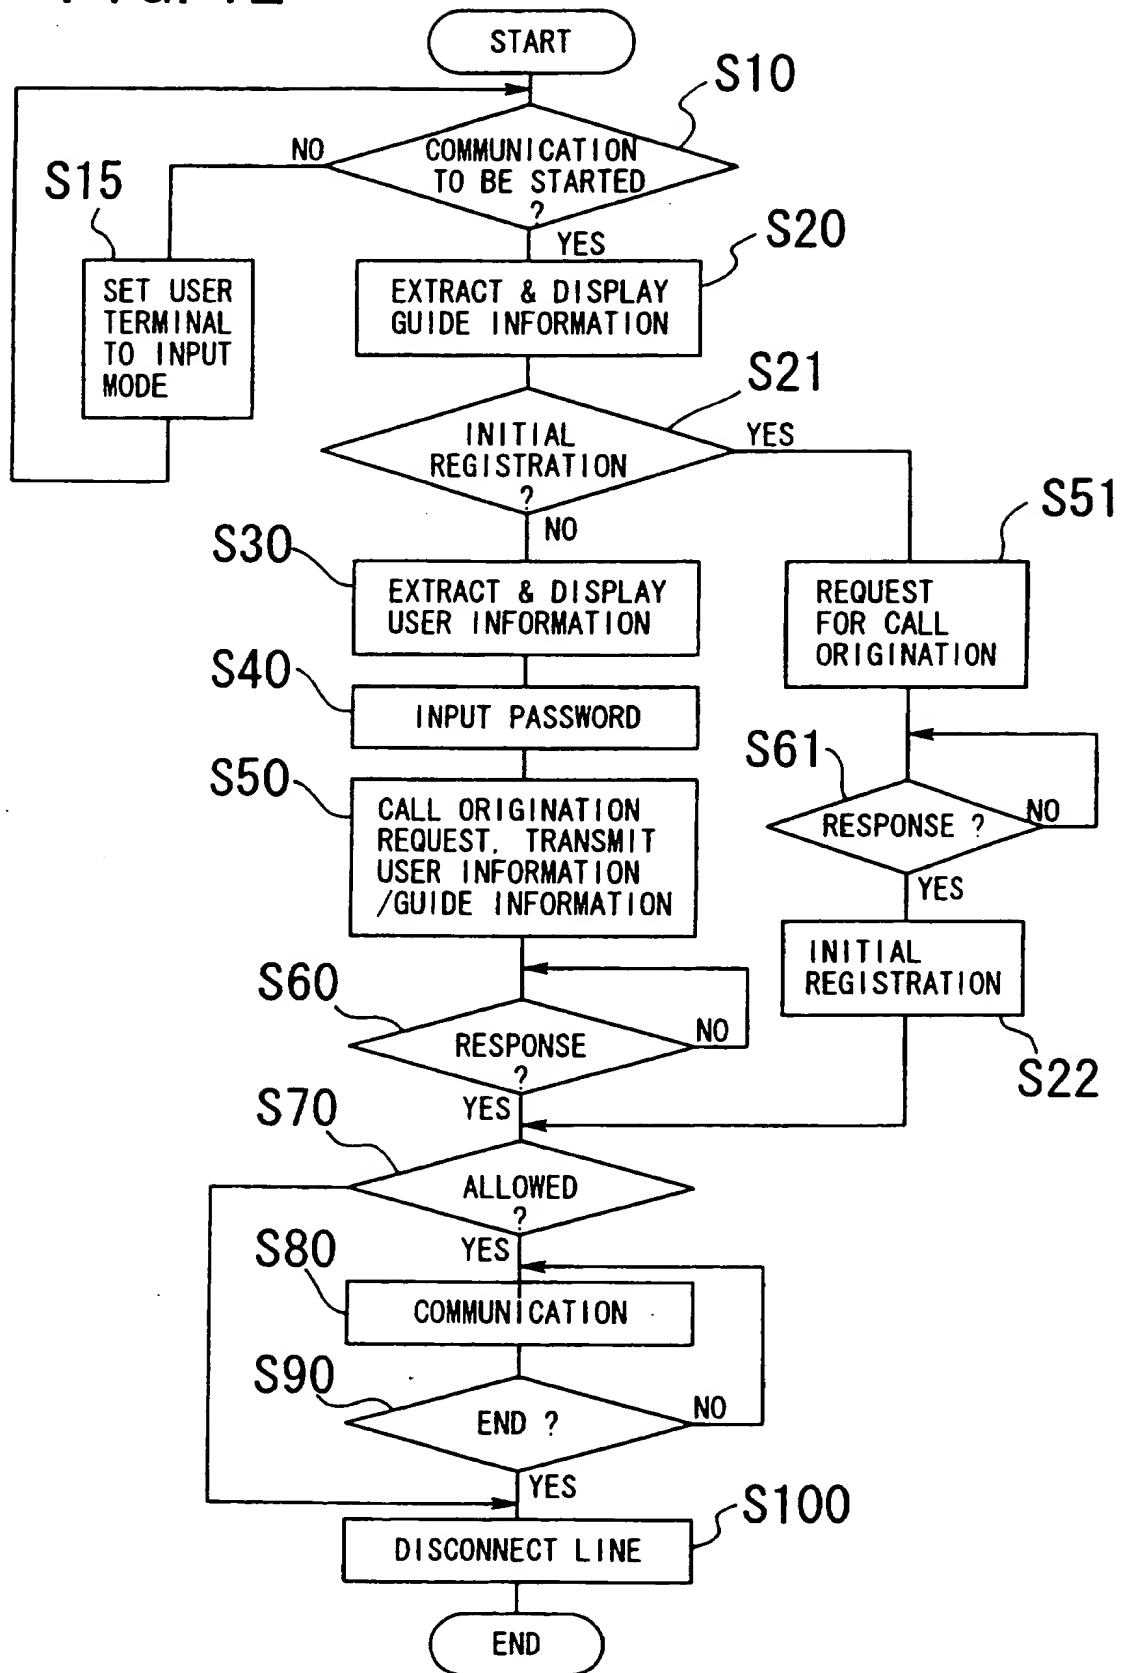 START
S10
COMMUNICATION
TO BE STARTED
?
NO
YES
S15
SET USER
TERMINAL
TO INPUT
MODE
S20
EXTRACT & DISPLAY
GUIDE INFORMATION
S21
INITIAL
REGISTRATION
?
YES
NO
S30
EXTRACT & DISPLAY
USER INFORMATION
S51
REQUEST
FOR CALL
ORIGINATION
S40
INPUT PASSWORD
S50
CALL ORIGINATION
REQUEST. TRANSMIT
USER INFORMATION
/GUIDE INFORMATION
S61
RESPONSE ?
NO
YES
INITIAL
REGISTRATION
S22
S60
RESPONSE
?
NO
YES
S70
ALLOWED
?
YES
S80
COMMUNICATION
S90
END ?
NO
YES
S100
DISCONNECT LINE
END